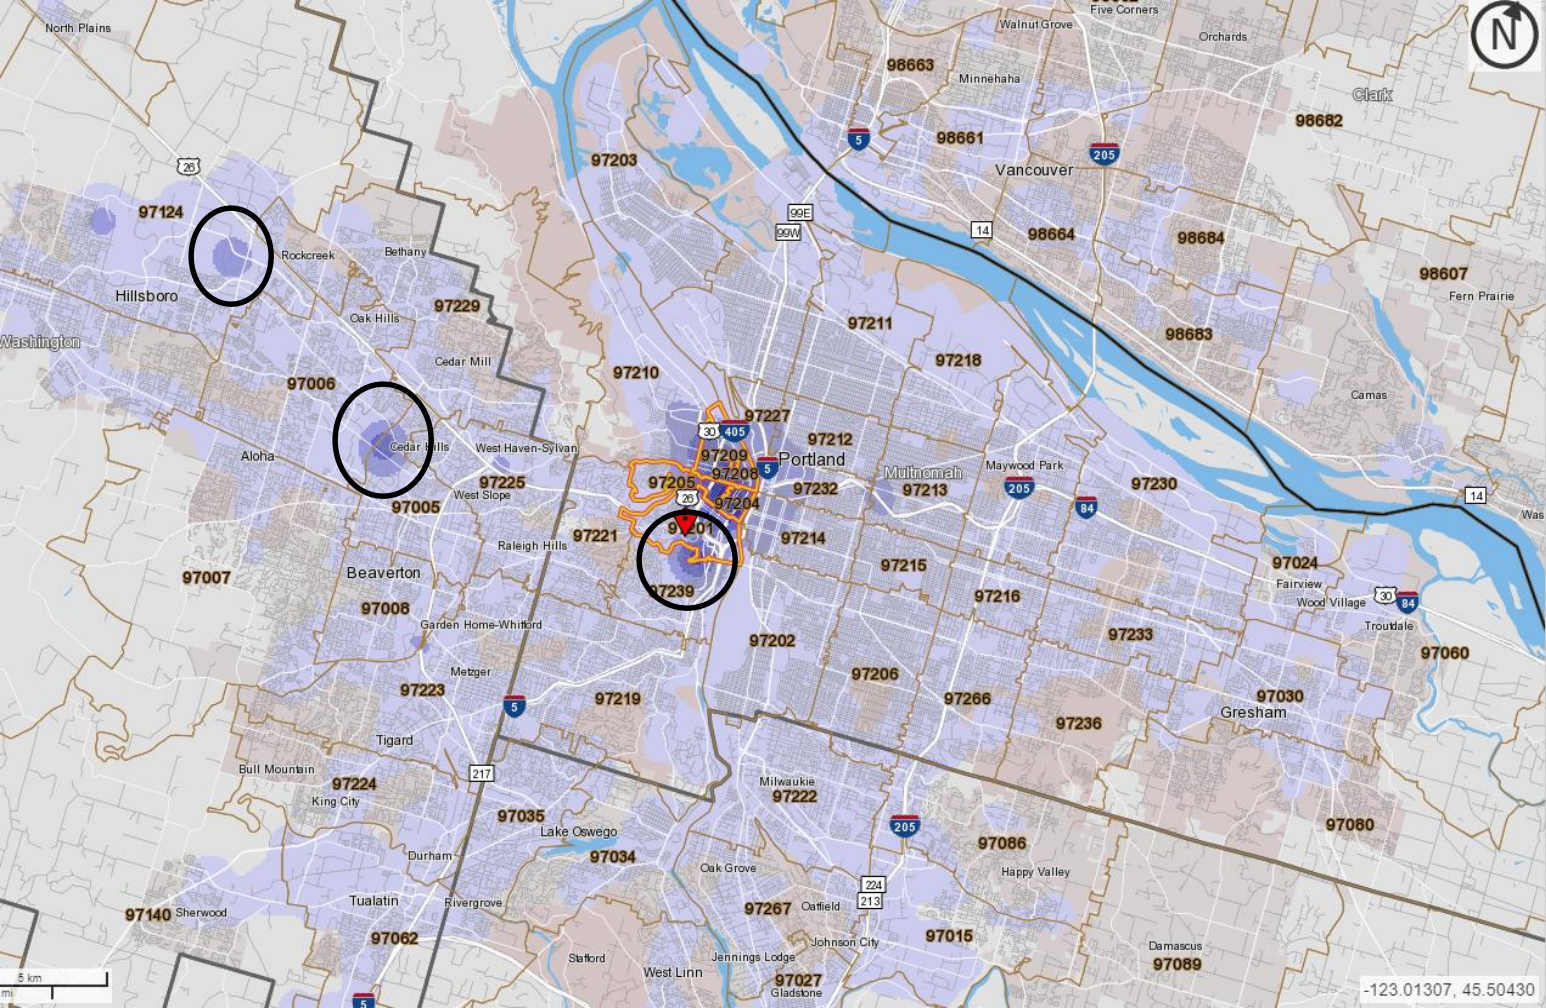 Five Corners
North Plains
Walnut Grove
Orchards
N
98663
Minnehaha
Clark
98682
5
98661
205
97203
26
Vancouver
97124
99E
99W
14
98664
98684
Rockcreek
Bethany
98607
Hillsboro
Fern Prairie
97229
Oak Hills
97211
98683
Washington
97218
Cedar Mill
97210
97006
Camas
97227
30
405
97212
Cedar Hills
West Haven-Sylvan
Aloha
97209
Portland
5
Maywood Park
97208
Multnomah
97225
97205
97230
97232
97213
205
West Slope
26
14
97005
97204
84
Was
97201
97221
97214
Raleigh Hills
97024
97215
Beaverton
97007
Fairview
97239
97216
30
84
Wood Village
97008
Garden Home-Whitford
Troutdale
97233
97202
97060
Metzger
97206
97223
97219
97266
97030
5
Gresham
97236
Tigard
Bull Mountain
217
97224
Milwaukie
97222
King City
97035
97080
205
Lake Oswego
97086
97034
Durham
Oak Grove
Happy Valley
224
213
Tualatin
Rivergrove
97140
Sherwood
97267
Oatfield
97062
97015
Johnson City
Damascus
Stafford
Jennings Lodge
97089
West Linn
97027
5 km
Gladstone
mi
-123.01307, 45.50430
5